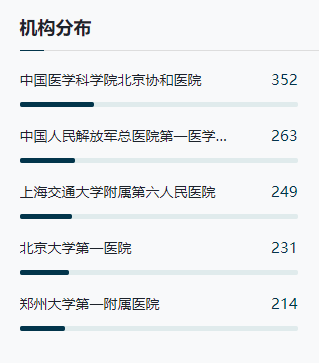 机构分布
中国医学科学院北京协和医院 352
中国人民解放军总医院第一医学... 263
上海交通大学附属第六人民医院 249
北京大学第一医院 231
郑州大学第一附属医院 214